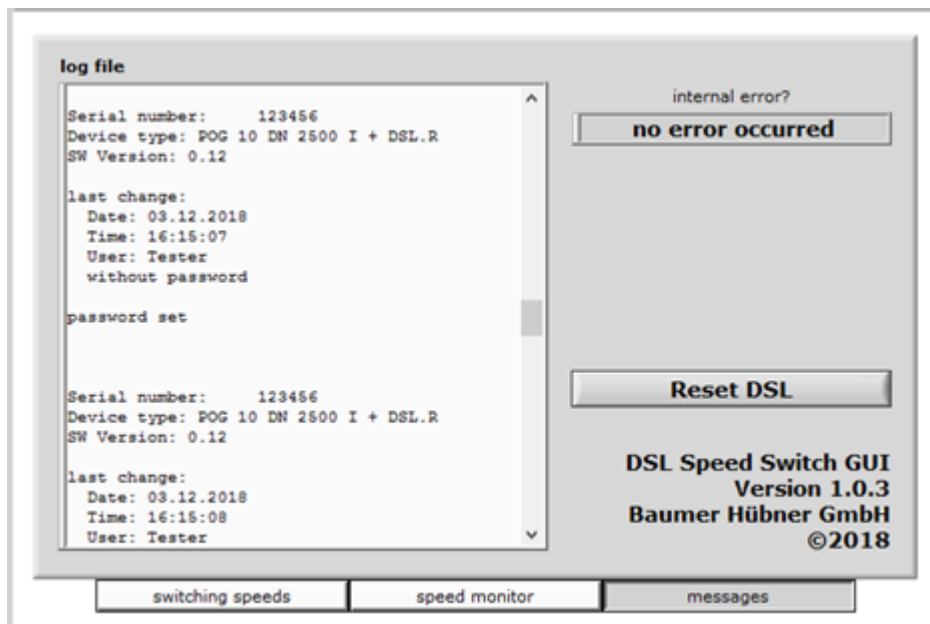 log file
Serial number: 123456
Device type: POG 10 DN 2500 I + DSL.R
SW Version: 0.12
last change:
Date: 03.12.2018
Time: 16:15:07
User: Tester
without password
password set
Serial number: 123456
Device type: POG 10 DN 2500 I + DSL.R
SW Version: 0.12
last change:
Date: 03.12.2018
Time: 16:15:08
User: Tester
internal error?
no error occurred
Reset DSL
DSL Speed Switch GUI
Version 1.0.3
Baumer Hübner GmbH
©2018
switching speeds
speed monitor
messages